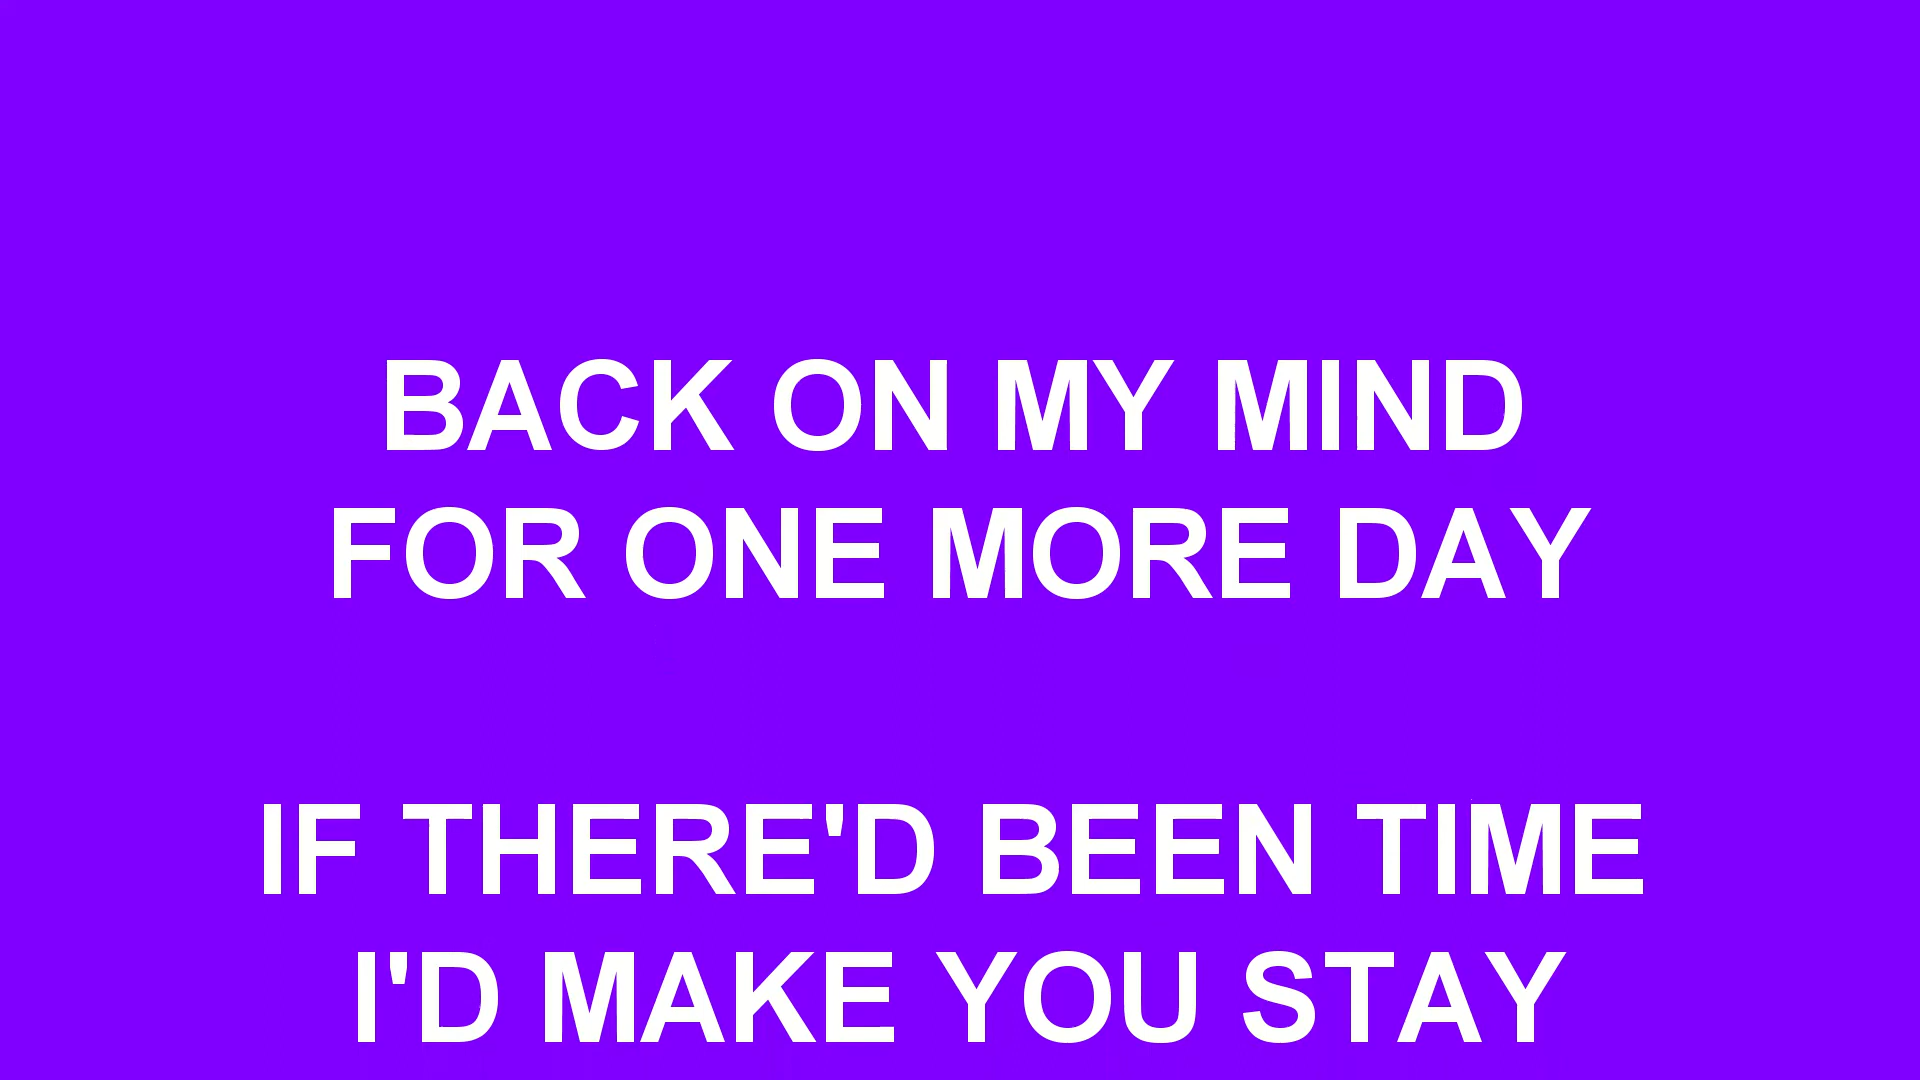 BACK ON MY MIND
FOR ONE MORE DAY
IF THERE'D BEEN TIME
I'D MAKE YOU STAY